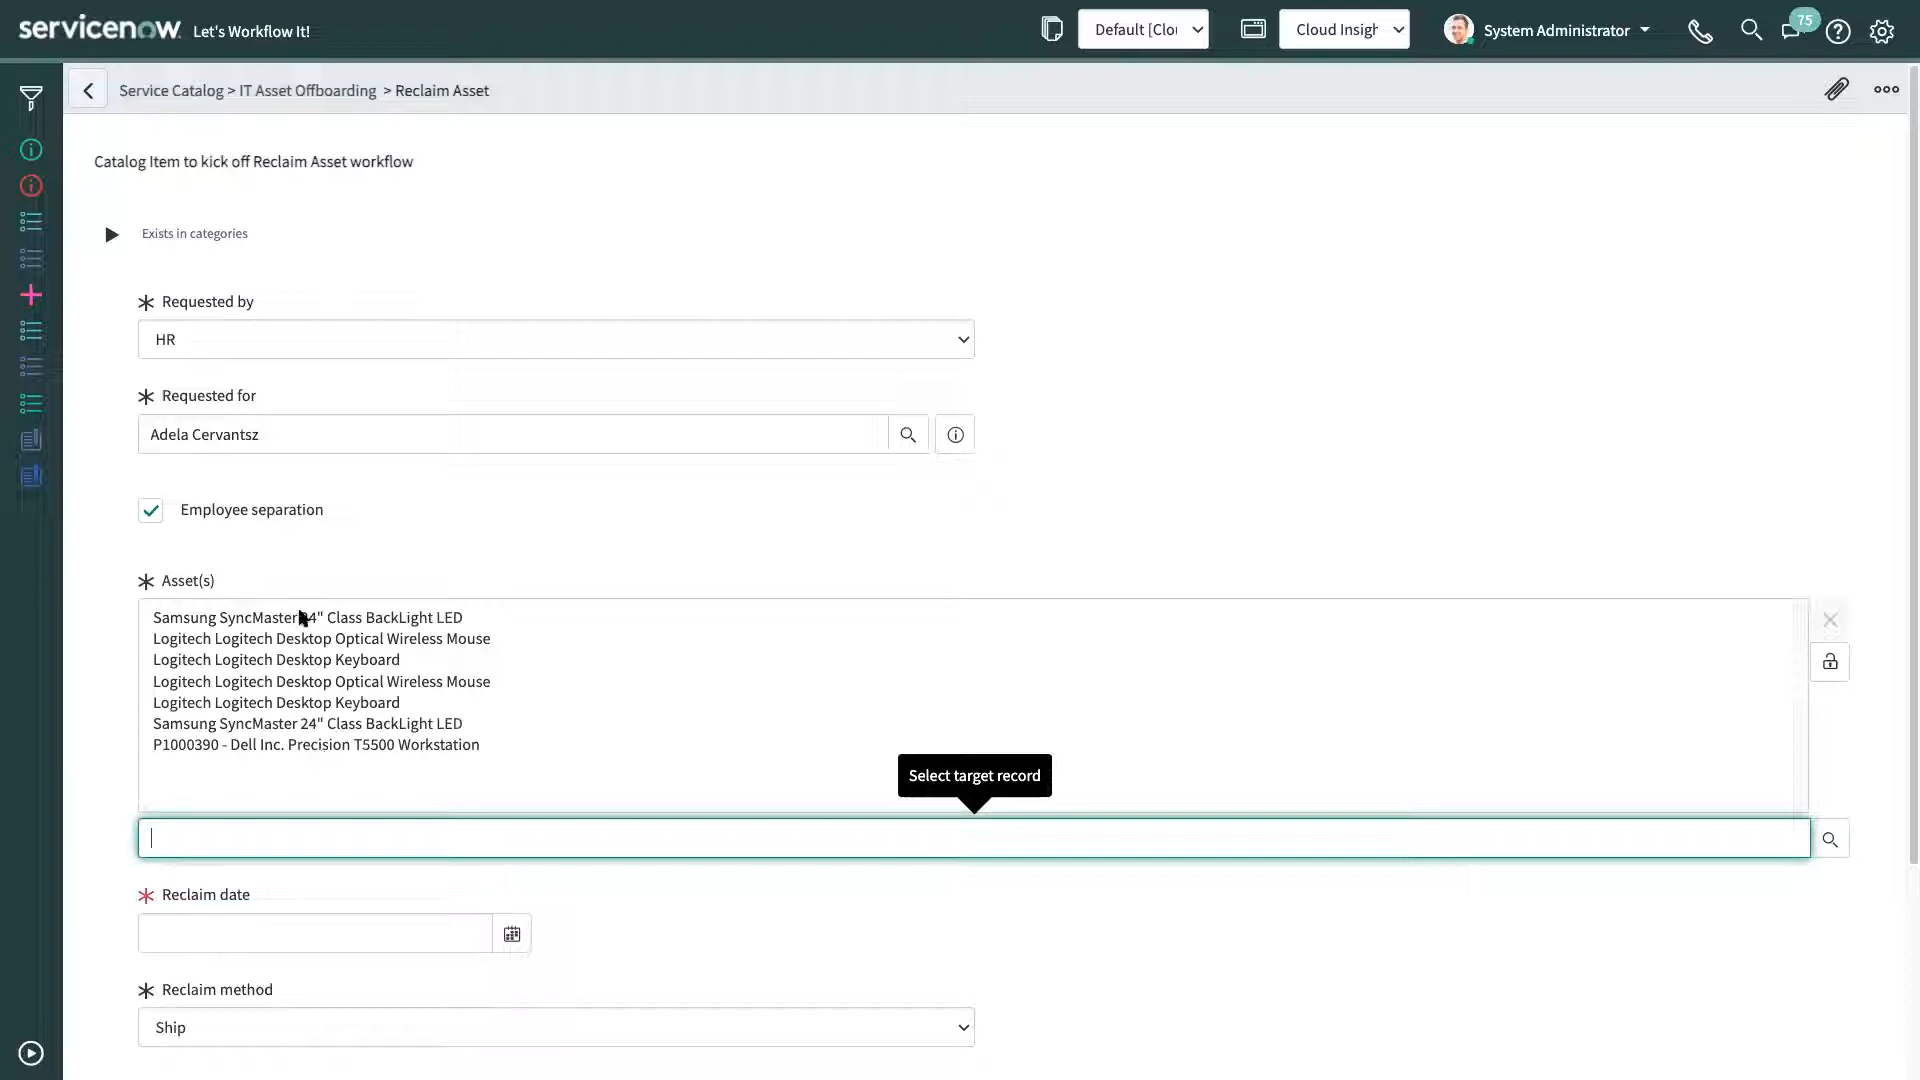 servicenow Let's Workflow It!
Default [Clou
Cloud Insigh
System Administrator
75
Service Catalog > IT Asset Offboarding > Reclaim Asset
Catalog Item to kick off Reclaim Asset workflow
Exists in categories
Requested by
HR
Requested for
Adela Cervantsz
Employee separation
Asset(s)
Samsung SyncMaster 24" Class BackLight LED
Logitech Logitech Desktop Optical Wireless Mouse
Logitech Logitech Desktop Keyboard
Logitech Logitech Desktop Optical Wireless Mouse
Logitech Logitech Desktop Keyboard
Samsung SyncMaster 24" Class BackLight LED
P1000390 - Dell Inc. Precision T5500 Workstation
Select target record
Reclaim date
Reclaim method
Ship